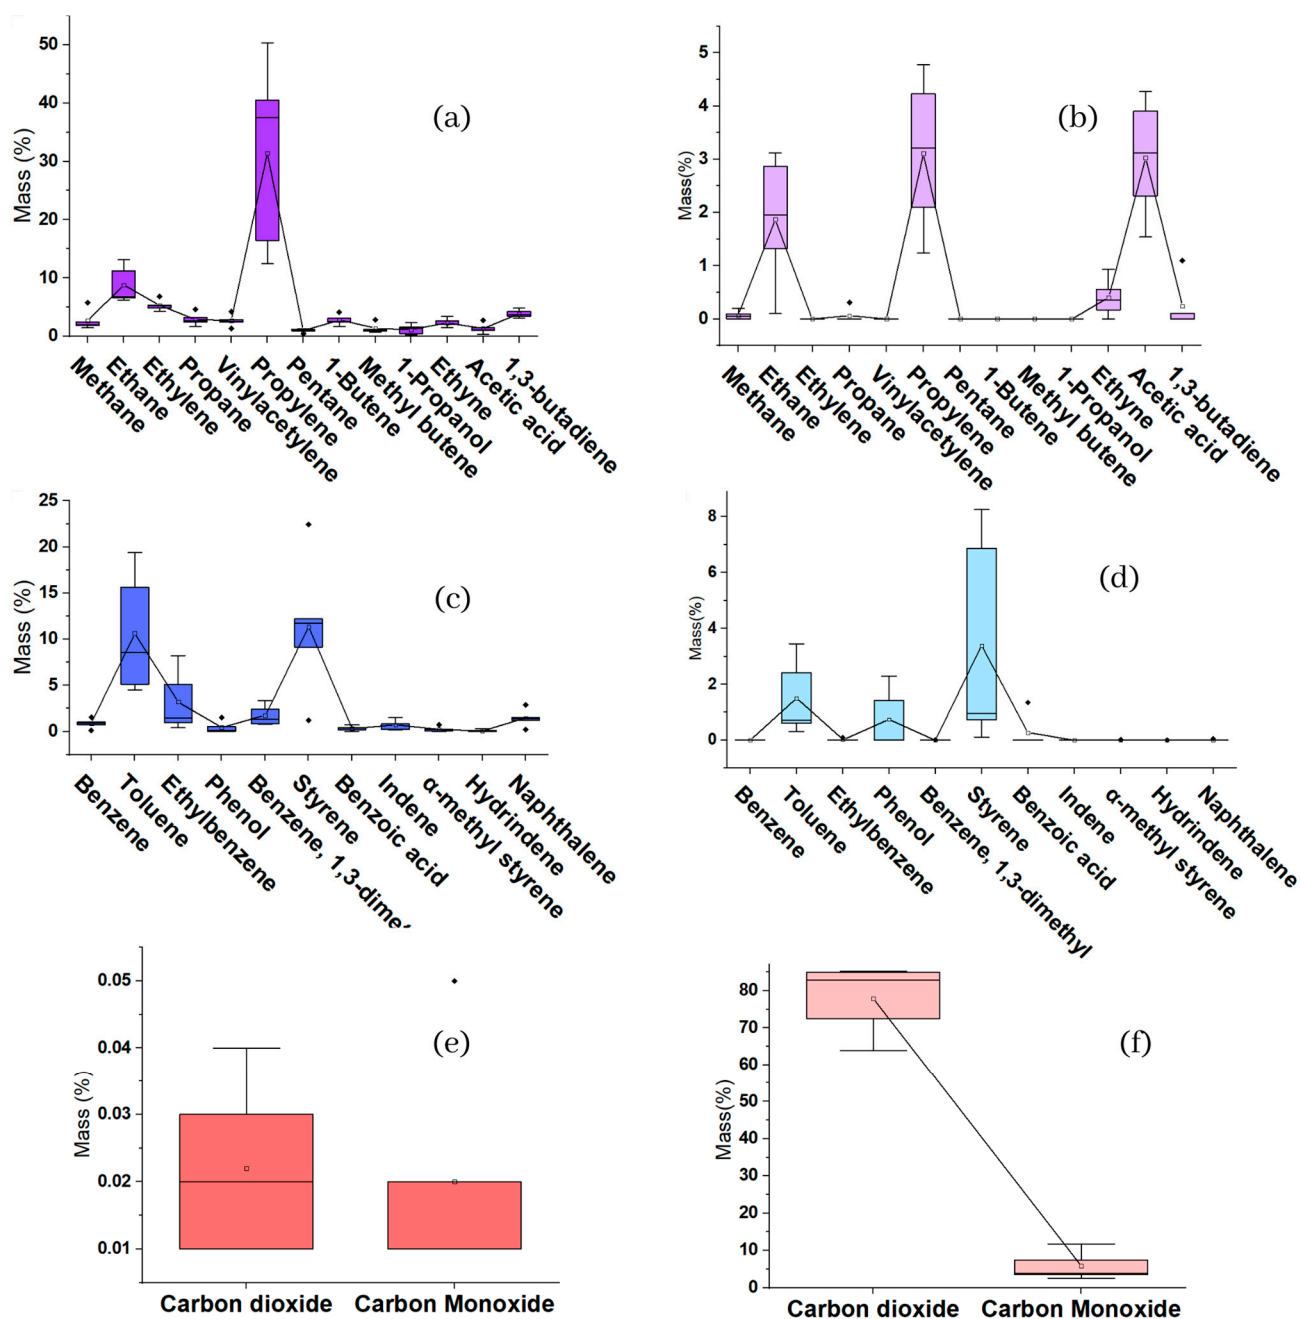 50
40
30
20
10
0
Mass (%)
(a)
Methane
Ethane
Ethylene
Propane
Vinylacetylene
Propylene
Pentane
1-Butene
Methyl butene
1-Propanol
Ethyne
Acetic acid
1,3-butadiene
5
4
3
2
1
0
Mass(%)
(b)
Methane
Ethane
Ethylene
Propane
Vinylacetylene
Propylene
Pentane
1-Butene
Methyl butene
1-Propanol
Ethyne
Acetic acid
1,3-butadiene
25
20
15
10
5
0
Mass (%)
(c)
Benzene
Toluene
Ethylbenzene
Phenol
Benzene, 1,3-dime
Styrene
Benzoic acid
Indene
α-methyl styrene
Hydrindene
Naphthalene
8
6
4
2
0
Mass(%)
(d)
Benzene
Toluene
Ethylbenzene
Phenol
Benzene, 1,3-dimethyl
Styrene
Benzoic acid
Indene
α-methyl styrene
Hydrindene
Naphthalene
0.05
0.04
0.03
0.02
0.01
Mass (%)
(e)
Carbon dioxide
Carbon Monoxide
80
70
60
50
40
30
20
10
0
Mass(%)
(f)
Carbon dioxide
Carbon Monoxide